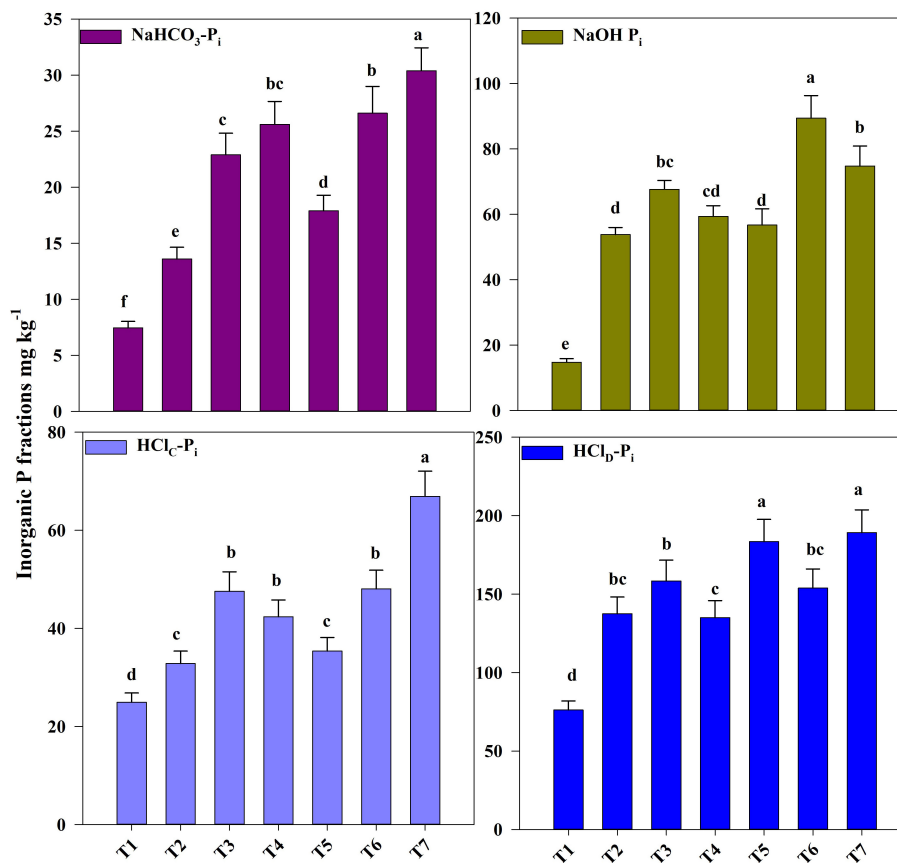 Inorganic P fractions mg kg⁻¹
NaHCO₃-Pᵢ
35
30
25
20
15
10
5
0
f
e
c
bc
d
b
a
NaOH Pᵢ
120
100
80
60
40
20
0
e
d
bc
cd
d
a
b
HCl_C-Pᵢ
80
60
40
20
0
d
c
b
b
c
b
a
T1 T2 T3 T4 T5 T6 T7
HCl_D-Pᵢ
250
200
150
100
50
0
d
bc
b
c
a
bc
a
T1 T2 T3 T4 T5 T6 T7